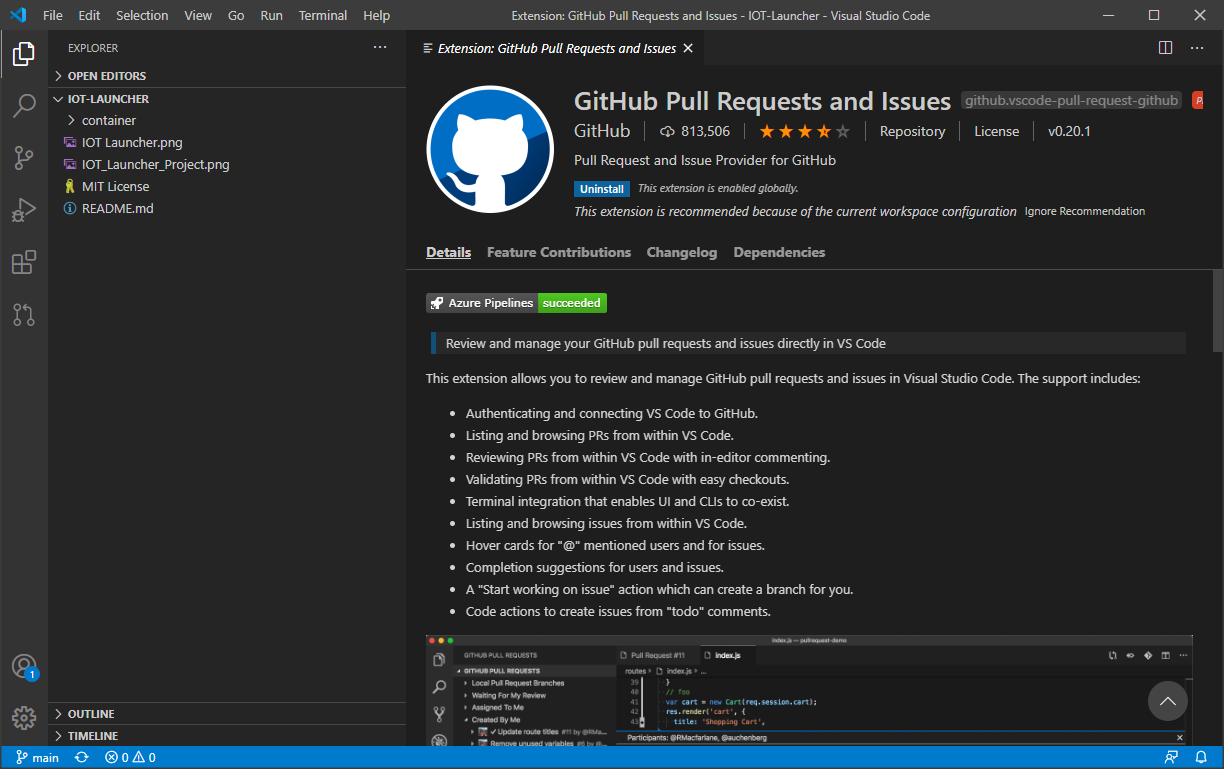 File Edit Selection View Go Run Terminal Help
Extension: GitHub Pull Requests and Issues - IOT-Launcher - Visual Studio Code
EXPLORER
OPEN EDITORS
IOT-LAUNCHER
container
IOT Launcher.png
IOT_Launcher_Project.png
MIT License
README.md
OUTLINE
TIMELINE
Extension: GitHub Pull Requests and Issues
GitHub Pull Requests and Issues github.vscode-pull-request-github
GitHub 813,506 Repository License v0.20.1
Pull Request and Issue Provider for GitHub
Uninstall This extension is enabled globally.
This extension is recommended because of the current workspace configuration Ignore Recommendation
Details Feature Contributions Changelog Dependencies
Azure Pipelines succeeded
Review and manage your GitHub pull requests and issues directly in VS Code
This extension allows you to review and manage GitHub pull requests and issues in Visual Studio Code. The support includes:
Authenticating and connecting VS Code to GitHub.
Listing and browsing PRs from within VS Code.
Reviewing PRs from within VS Code with in-editor commenting.
Validating PRs from within VS Code with easy checkouts.
Terminal integration that enables UI and CLIs to co-exist.
Listing and browsing issues from within VS Code.
Hover cards for "@" mentioned users and for issues.
Completion suggestions for users and issues.
A "Start working on issue" action which can create a branch for you.
Code actions to create issues from "todo" comments.
index.js — pullrequest-demo
GITHUB PULL REQUESTS
GITHUB PULL REQUESTS
Local Pull Request Branches
Waiting For My Review
Assigned To Me
Created By Me
✓ Update route titles #11 by @RMa...
Remove unused variables #6 by @...
Pull Request #11 index.js
routes > index.js > ...
39 }
40 // foo
41 var cart = new Cart(req.session.cart);
42 res.render('cart', {
43 title: 'Shopping Cart',
Participants: @RMacfarlane, @auchenberg
1
main 0 0